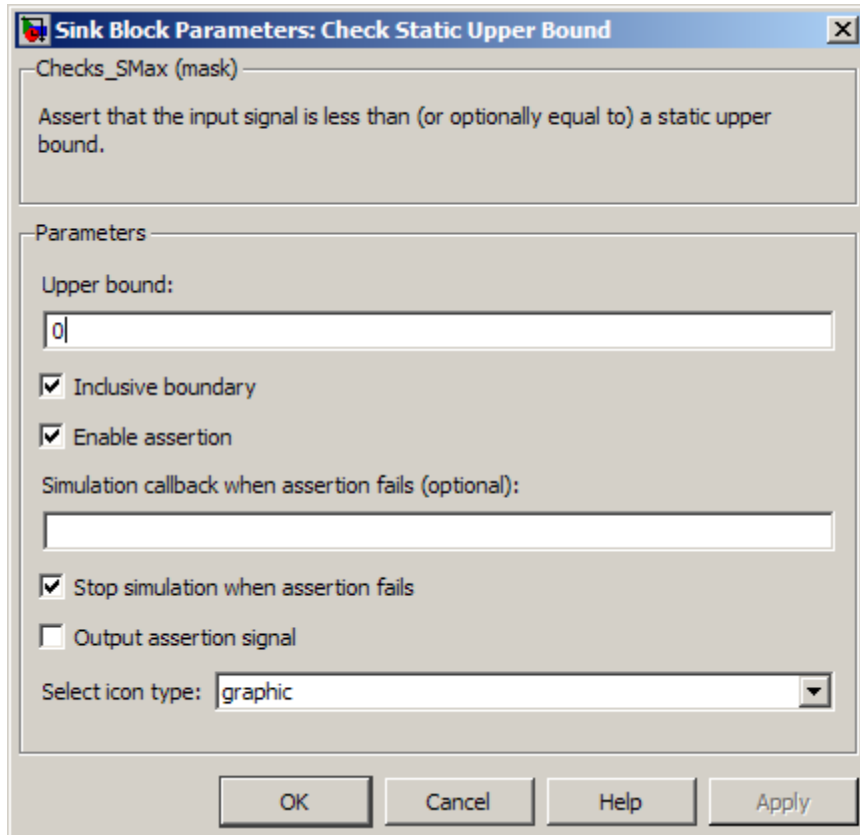 Sink Block Parameters: Check Static Upper Bound
Checks_SMax (mask)
Assert that the input signal is less than (or optionally equal to) a static upper
bound.
Parameters
Upper bound:
0
Inclusive boundary
Enable assertion
Simulation callback when assertion fails (optional):
Stop simulation when assertion fails
Output assertion signal
Select icon type: graphic
OK Cancel Help Apply